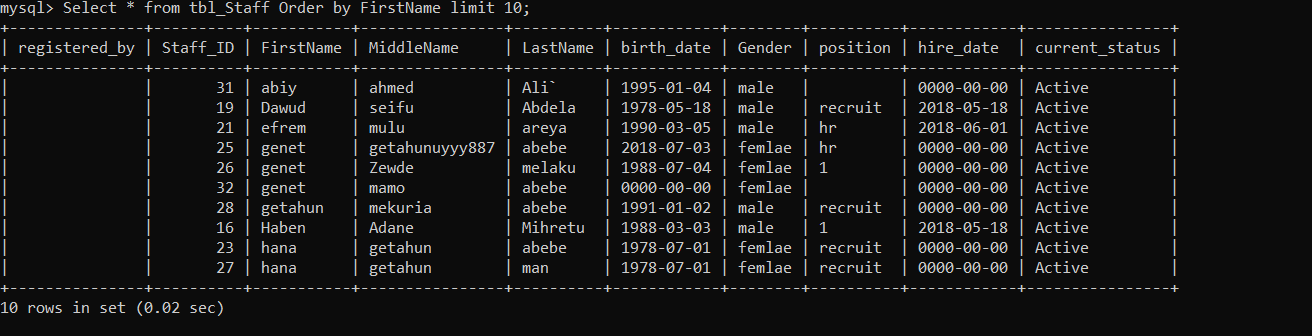 mysql> Select * from tbl_Staff Order by FirstName limit 10;
+---------------+----------+-----------+----------------+----------+------------+--------+----------+------------+----------------+
| registered_by | Staff_ID | FirstName | MiddleName     | LastName | birth_date | Gender | position | hire_date  | current_status |
+---------------+----------+-----------+----------------+----------+------------+--------+----------+------------+----------------+
|               |       31 | abiy      | ahmed          | Ali`     | 1995-01-04 | male   |          | 0000-00-00 | Active         |
|               |       19 | Dawud     | seifu          | Abdela   | 1978-05-18 | male   | recruit  | 2018-05-18 | Active         |
|               |       21 | efrem     | mulu           | areya    | 1990-03-05 | male   | hr       | 2018-06-01 | Active         |
|               |       25 | genet     | getahunuyyy887 | abebe    | 2018-07-03 | femlae | hr       | 0000-00-00 | Active         |
|               |       26 | genet     | Zewde          | melaku   | 1988-07-04 | femlae | 1        | 0000-00-00 | Active         |
|               |       32 | genet     | mamo           | abebe    | 0000-00-00 | femlae |          | 0000-00-00 | Active         |
|               |       28 | getahun   | mekuria        | abebe    | 1991-01-02 | male   | recruit  | 0000-00-00 | Active         |
|               |       16 | Haben     | Adane          | Mihretu  | 1988-03-03 | male   | 1        | 2018-05-18 | Active         |
|               |       23 | hana      | getahun        | abebe    | 1978-07-01 | femlae | recruit  | 0000-00-00 | Active         |
|               |       27 | hana      | getahun        | man      | 1978-07-01 | femlae | recruit  | 0000-00-00 | Active         |
+---------------+----------+-----------+----------------+----------+------------+--------+----------+------------+----------------+
10 rows in set (0.02 sec)